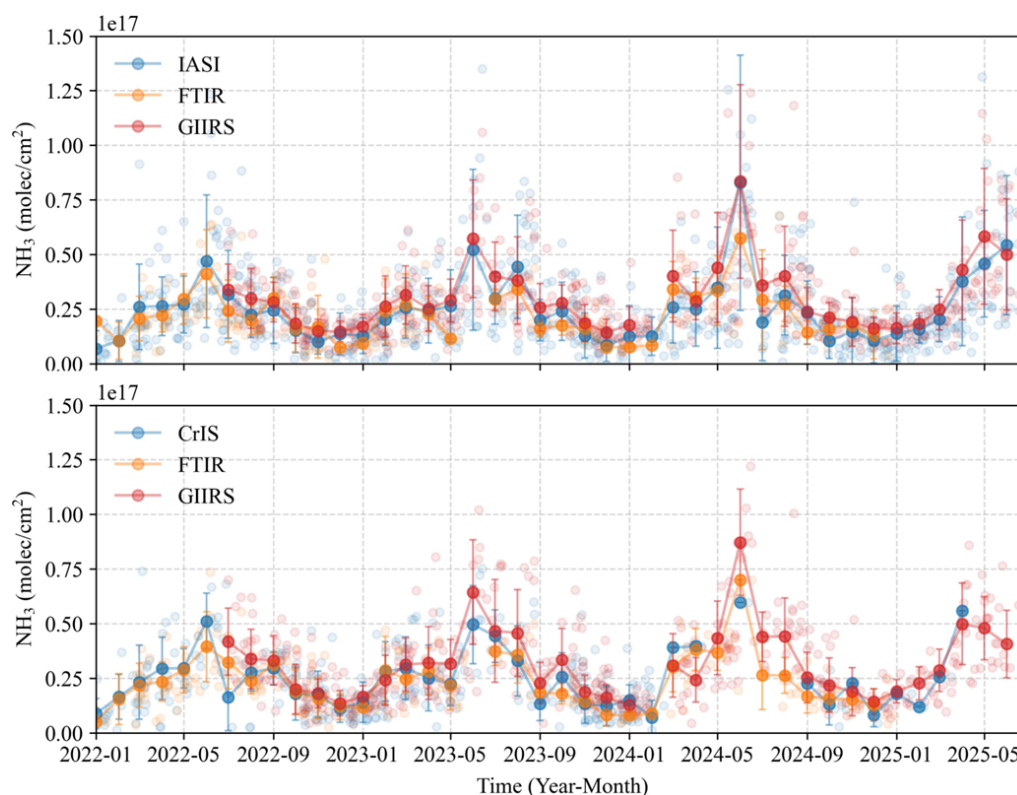 1e17
1.50
1.25
1.00
0.75
0.50
0.25
0.00
NH₃ (molec/cm²)
IASI
FTIR
GIIRS
1e17
1.50
1.25
1.00
0.75
0.50
0.25
0.00
NH₃ (molec/cm²)
CrIS
FTIR
GIIRS
2022-01 2022-05 2022-09 2023-01 2023-05 2023-09 2024-01 2024-05 2024-09 2025-01 2025-05
Time (Year-Month)